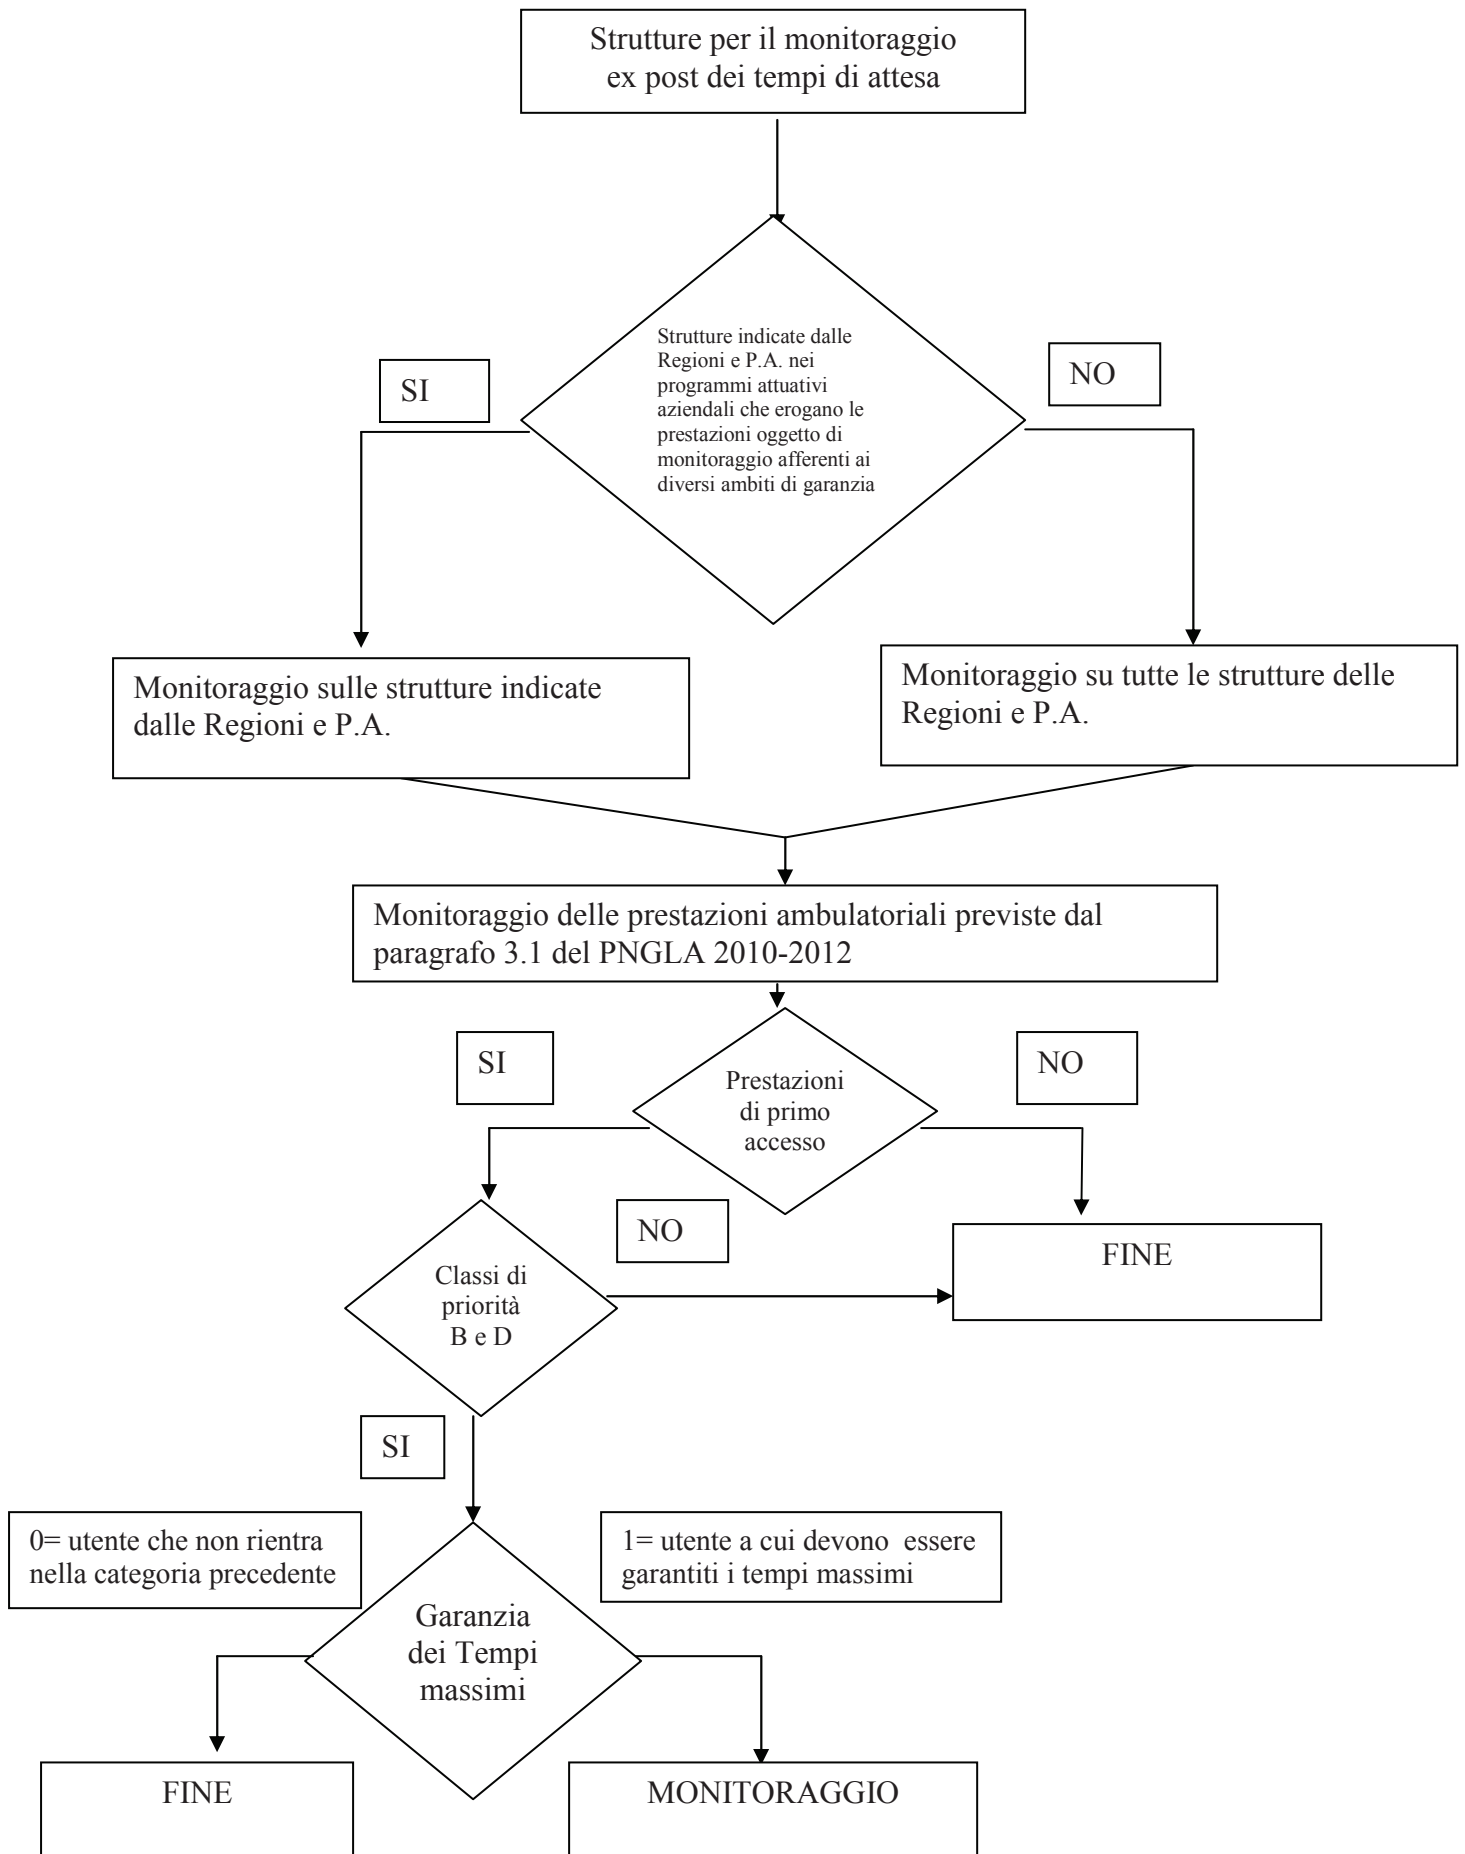 Strutture per il monitoraggio
ex post dei tempi di attesa
Strutture indicate dalle
Regioni e P.A. nei
programmi attuativi
aziendali che erogano le
prestazioni oggetto di
monitoraggio afferenti ai
diversi ambiti di garanzia
SI
NO
Monitoraggio sulle strutture indicate
dalle Regioni e P.A.
Monitoraggio su tutte le strutture delle
Regioni e P.A.
Monitoraggio delle prestazioni ambulatoriali previste dal
paragrafo 3.1 del PNGLA 2010-2012
SI
Prestazioni
di primo
accesso
NO
Classi di
priorità
B e D
NO
FINE
SI
0= utente che non rientra
nella categoria precedente
1= utente a cui devono  essere
garantiti i tempi massimi
Garanzia
dei Tempi
massimi
FINE
MONITORAGGIO